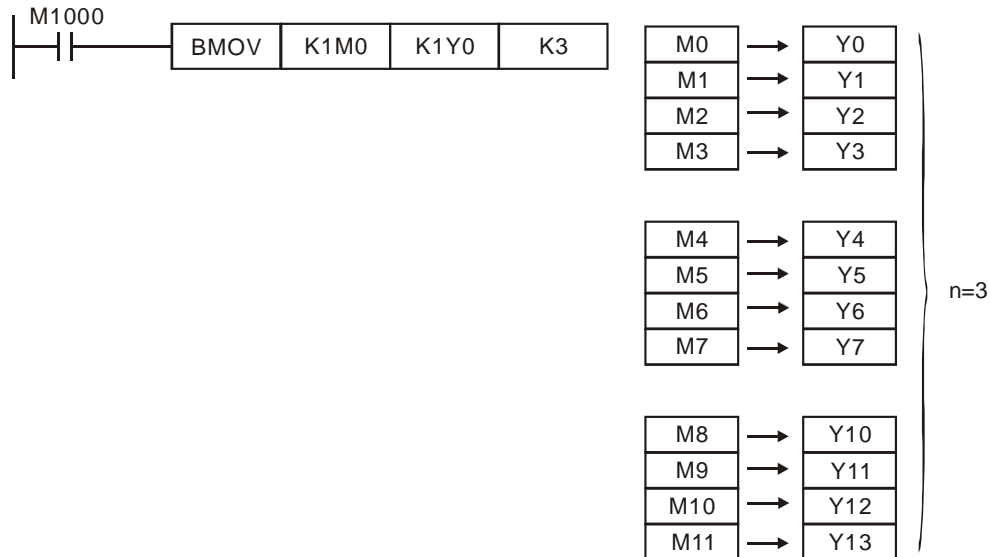 M1000
BMOV K1M0 K1Y0 K3
M0 Y0
M1 Y1
M2 Y2
M3 Y3
M4 Y4
M5 Y5
M6 Y6
M7 Y7
n=3
M8 Y10
M9 Y11
M10 Y12
M11 Y13